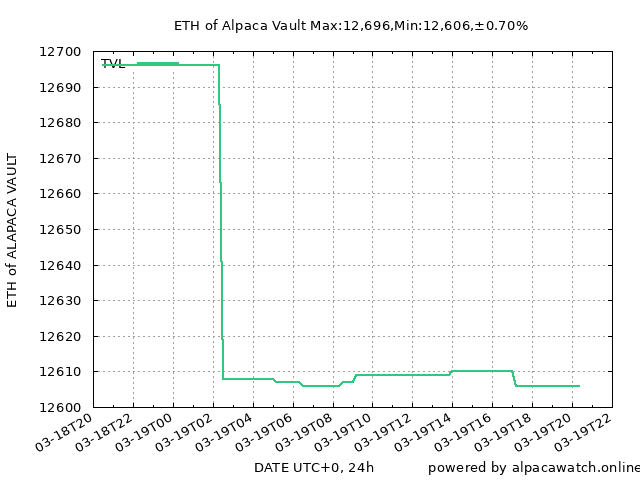 ETH of Alpaca Vault Max:12,696,Min:12,606,±0.70%
12700
TVL
12690
12680
12670
12660
12650
12640
12630
12620
12610
12600
ETH of ALAPACA VAULT
03-18T20
03-18T22
03-19T00
03-19T02
03-19T04
03-19T06
03-19T08
03-19T10
03-19T12
03-19T14
03-19T16
03-19T18
03-19T20
03-19T22
DATE UTC+0, 24h
powered by alpacawatch.online